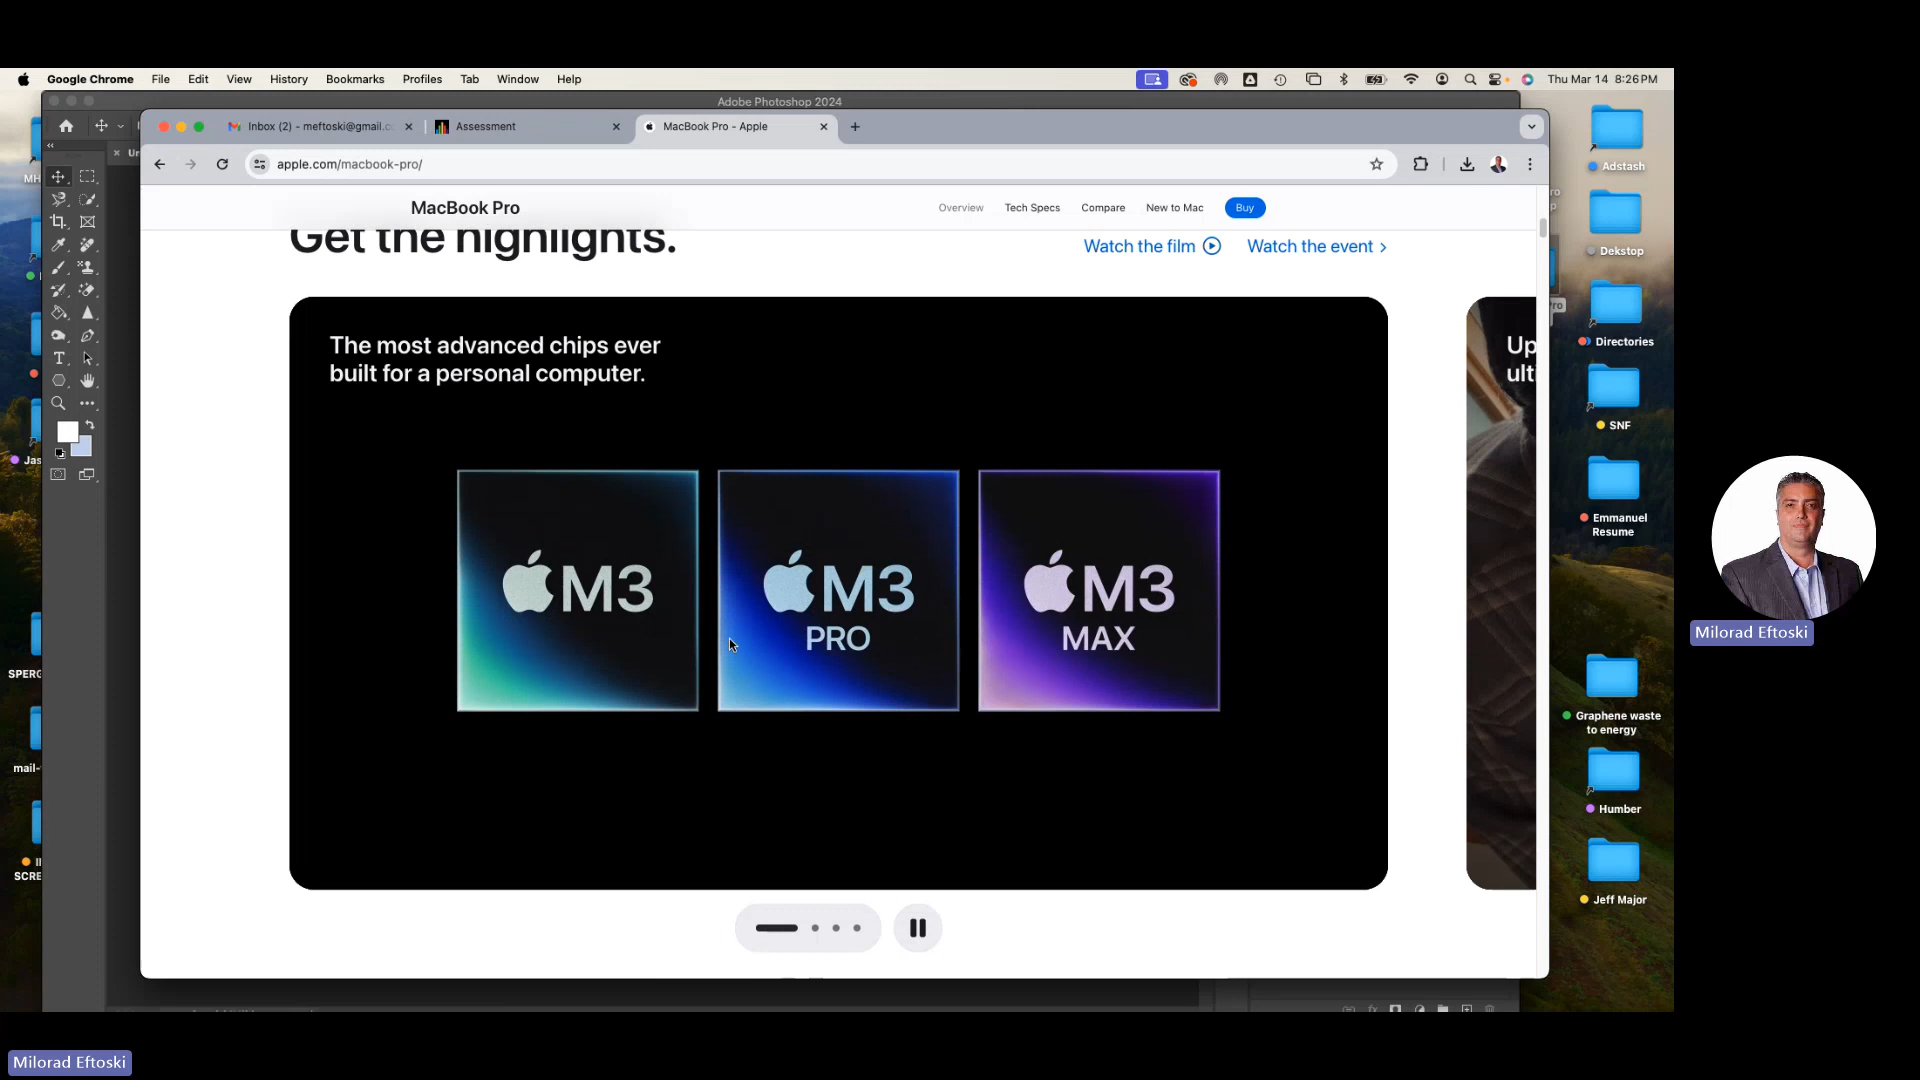 Google Chrome File Edit View History Bookmarks Profiles Tab Window Help
Thu Mar 14 8:26 PM
Adobe Photoshop 2024
Inbox (2) - meftoski@gmail.c
Assessment
MacBook Pro - Apple
apple.com/macbook-pro/
MacBook Pro
Overview
Tech Specs
Compare
New to Mac
Buy
Get the highlights.
Watch the film
Watch the event
The most advanced chips ever
built for a personal computer.
Up
ulti
M3
M3
PRO
M3
MAX
MH
Un
Jas
SPERG
mail-
SCRE
Adstash
Dekstop
Directories
SNF
Emmanuel
Resume
Graphene waste
to energy
Humber
Jeff Major
Milorad Eftoski
Milorad Eftoski